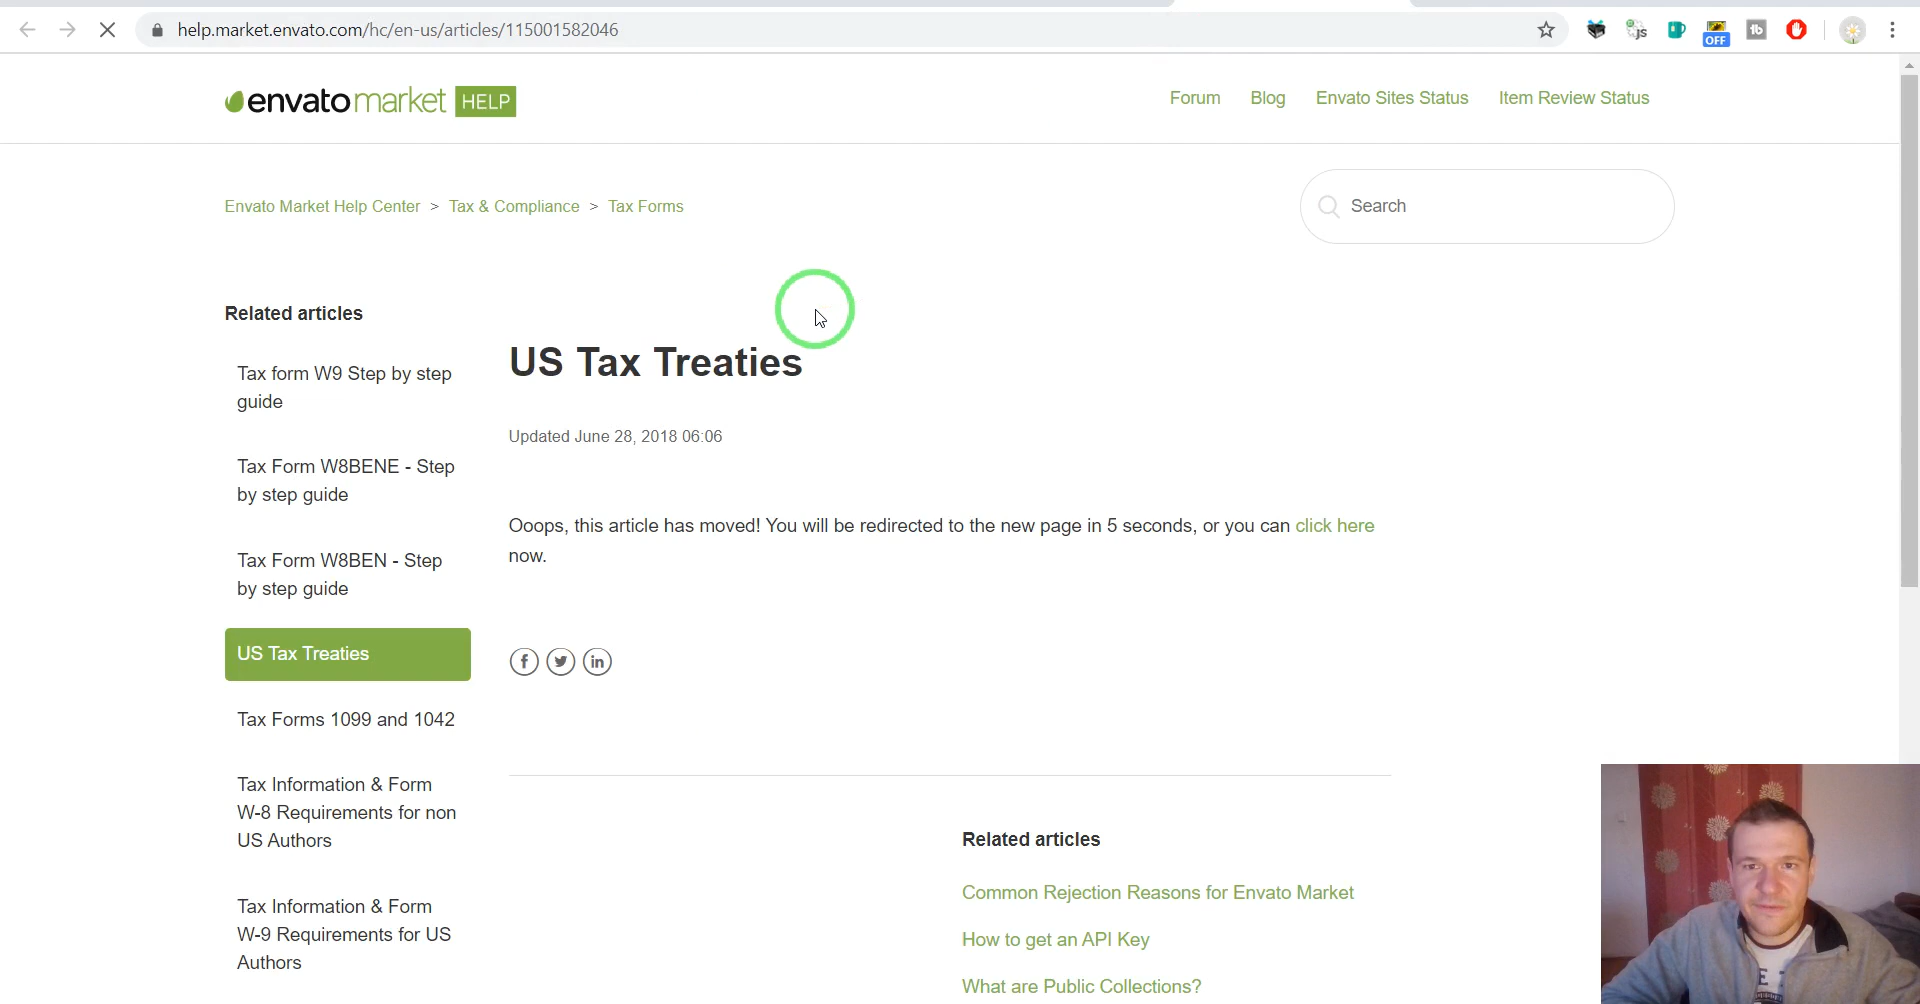 help.market.envato.com/hc/en-us/articles/115001582046
JS
OFF
tb
envatomarket HELP
Forum
Blog
Envato Sites Status
Item Review Status
Envato Market Help Center > Tax & Compliance > Tax Forms
Search
Related articles
Tax form W9 Step by step
guide
Tax Form W8BENE - Step
by step guide
Tax Form W8BEN - Step
by step guide
US Tax Treaties
Tax Forms 1099 and 1042
Tax Information & Form
W-8 Requirements for non
US Authors
Tax Information & Form
W-9 Requirements for US
Authors
US Tax Treaties
Updated June 28, 2018 06:06
Ooops, this article has moved! You will be redirected to the new page in 5 seconds, or you can click here
now.
f
in
Related articles
Common Rejection Reasons for Envato Market
How to get an API Key
What are Public Collections?